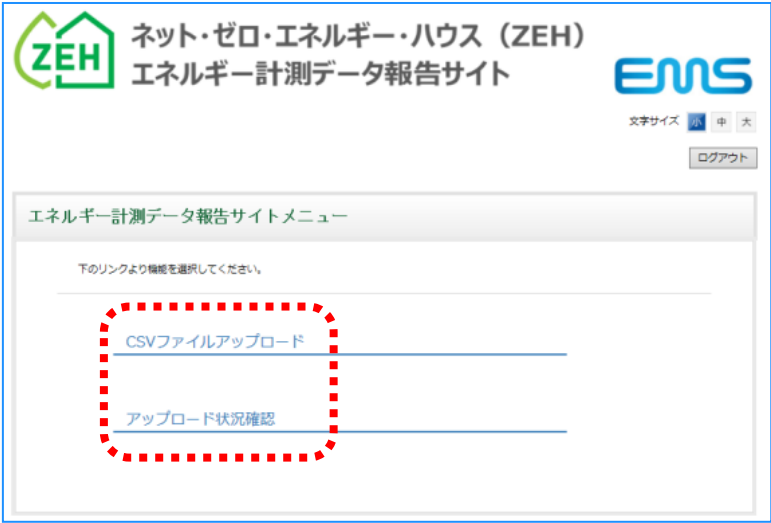 ZEH
ネット・ゼロ・エネルギー・ハウス（ZEH）
エネルギー計測データ報告サイト
EMS
文字サイズ 小 中 大
ログアウト
エネルギー計測データ報告サイトメニュー
下のリンクより機能を選択してください。
CSVファイルアップロード
アップロード状況確認